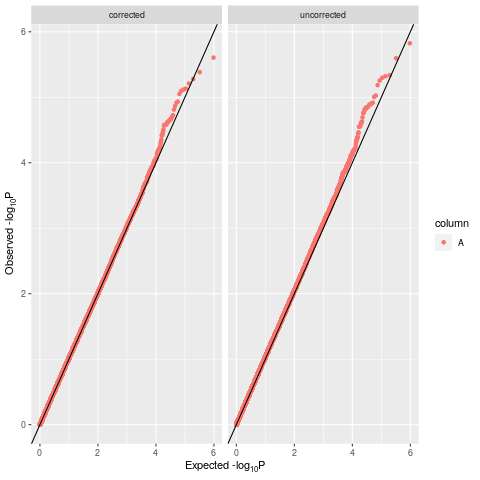 corrected
uncorrected
6
4
2
0
Observed -log10P
0 2 4 6
0 2 4 6
Expected -log10P
column
A